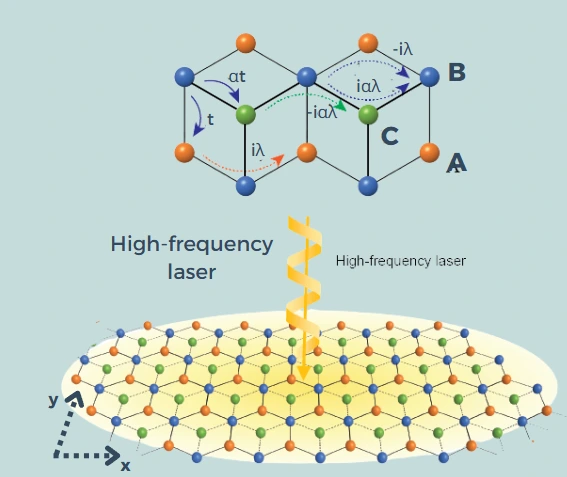 -iλ
B
αt
iαλ
t
-iαλ
C
iλ
A
High-frequency
laser
High-frequency laser
y
x